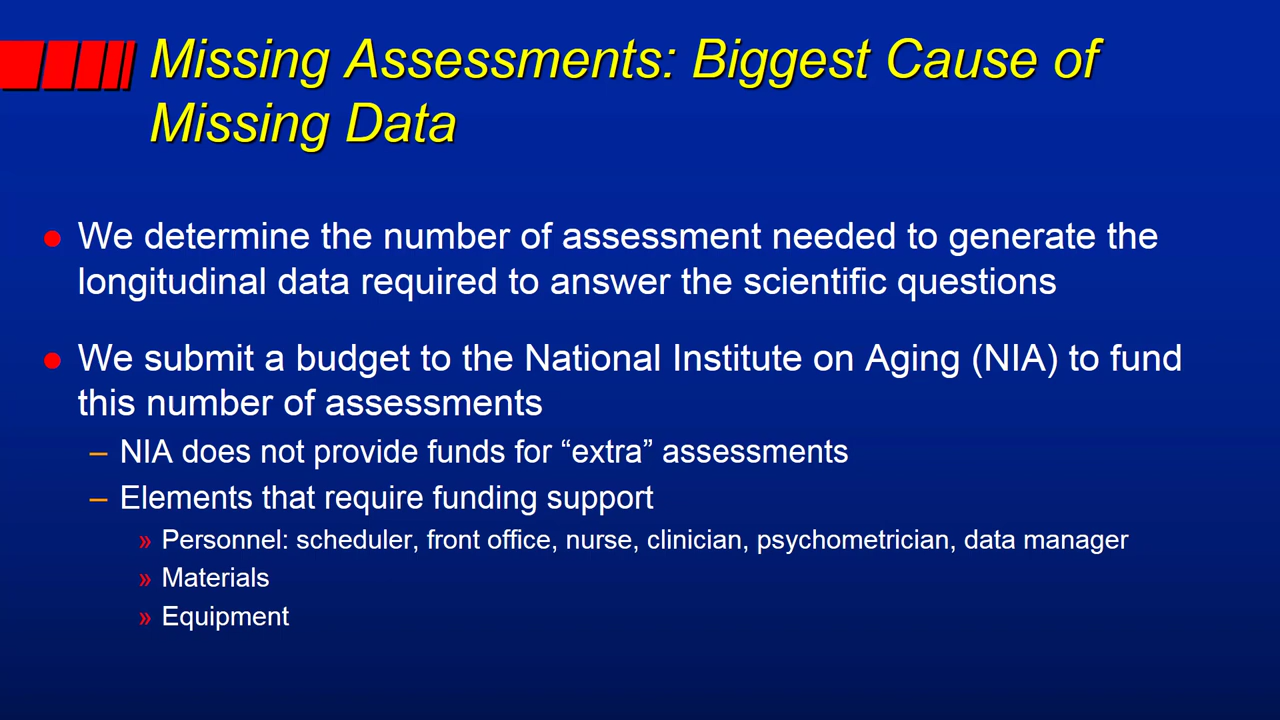 Missing Assessments: Biggest Cause of
Missing Data
● We determine the number of assessment needed to generate the
longitudinal data required to answer the scientific questions
● We submit a budget to the National Institute on Aging (NIA) to fund
this number of assessments
– NIA does not provide funds for “extra” assessments
– Elements that require funding support
» Personnel: scheduler, front office, nurse, clinician, psychometrician, data manager
» Materials
» Equipment